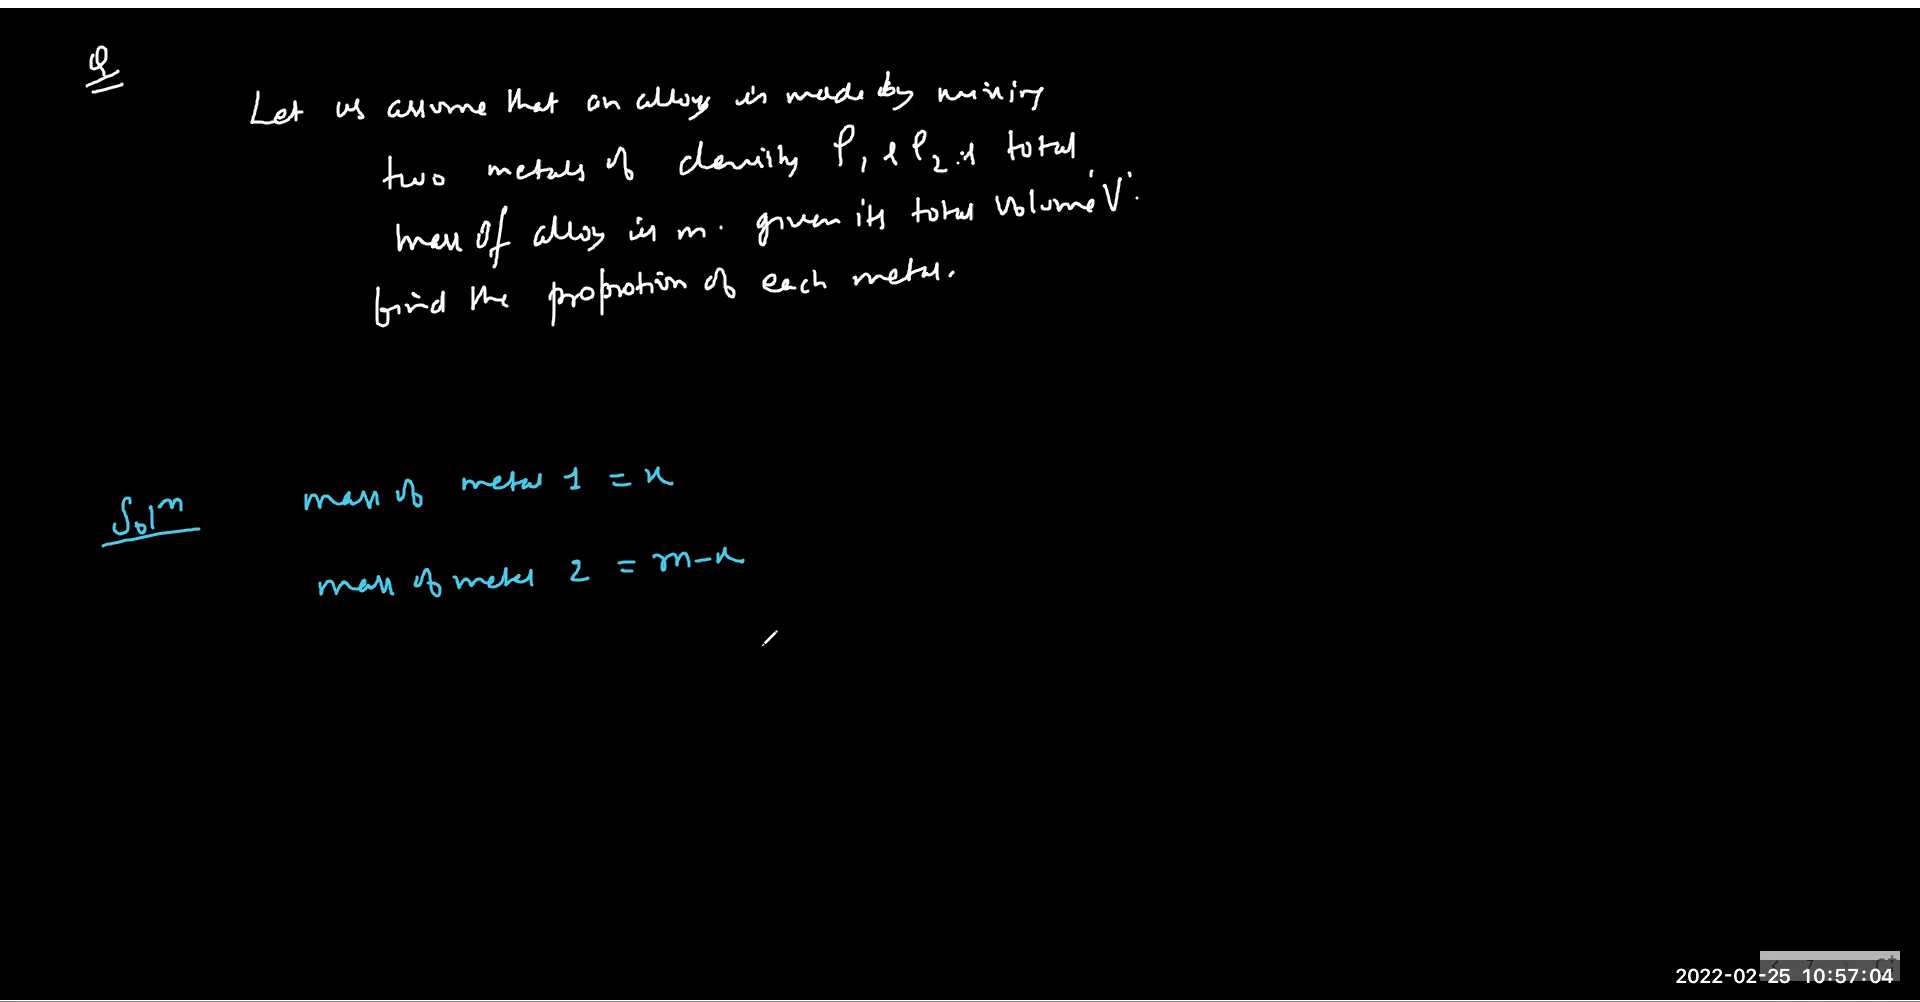 Q
Let us assume that an alloy is made by mixing
two metals of density ρ₁ & ρ₂ . & total
mass of alloy is m. given its total volume 'V'.
find the proprotion of each metal.
Solⁿ
mass of metal 1 = x
mass of metal 2 = m-x
2022-02-25 10:57:04